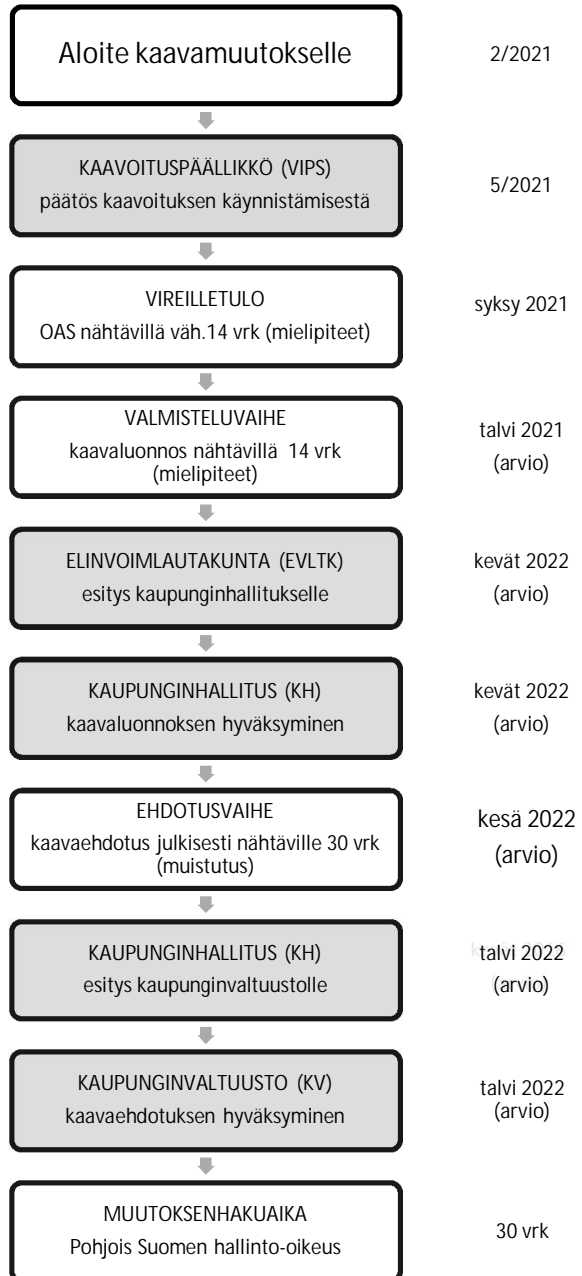 Aloite kaavamuutokselle
2/2021
KAAVOITUSPÄÄLLIKKÖ (VIPS)
päätös kaavoituksen käynnistämisestä
5/2021
VIREILLETULO
OAS nähtävillä väh.14 vrk (mielipiteet)
syksy 2021
VALMISTELUVAIHE
kaavaluonnos nähtävillä 14 vrk
(mielipiteet)
talvi 2021
(arvio)
ELINVOIMLAUTAKUNTA (EVLTK)
esitys kaupunginhallitukselle
kevät 2022
(arvio)
KAUPUNGINHALLITUS (KH)
kaavaluonnoksen hyväksyminen
kevät 2022
(arvio)
EHDOTUSVAIHE
kaavaehdotus julkisesti nähtäville 30 vrk
(muistutus)
kesä 2022
(arvio)
KAUPUNGINHALLITUS (KH)
esitys kaupunginvaltuustolle
talvi 2022
(arvio)
KAUPUNGINVALTUUSTO (KV)
kaavaehdotuksen hyväksyminen
talvi 2022
(arvio)
MUUTOKSENHAKUAIKA
Pohjois Suomen hallinto-oikeus
30 vrk